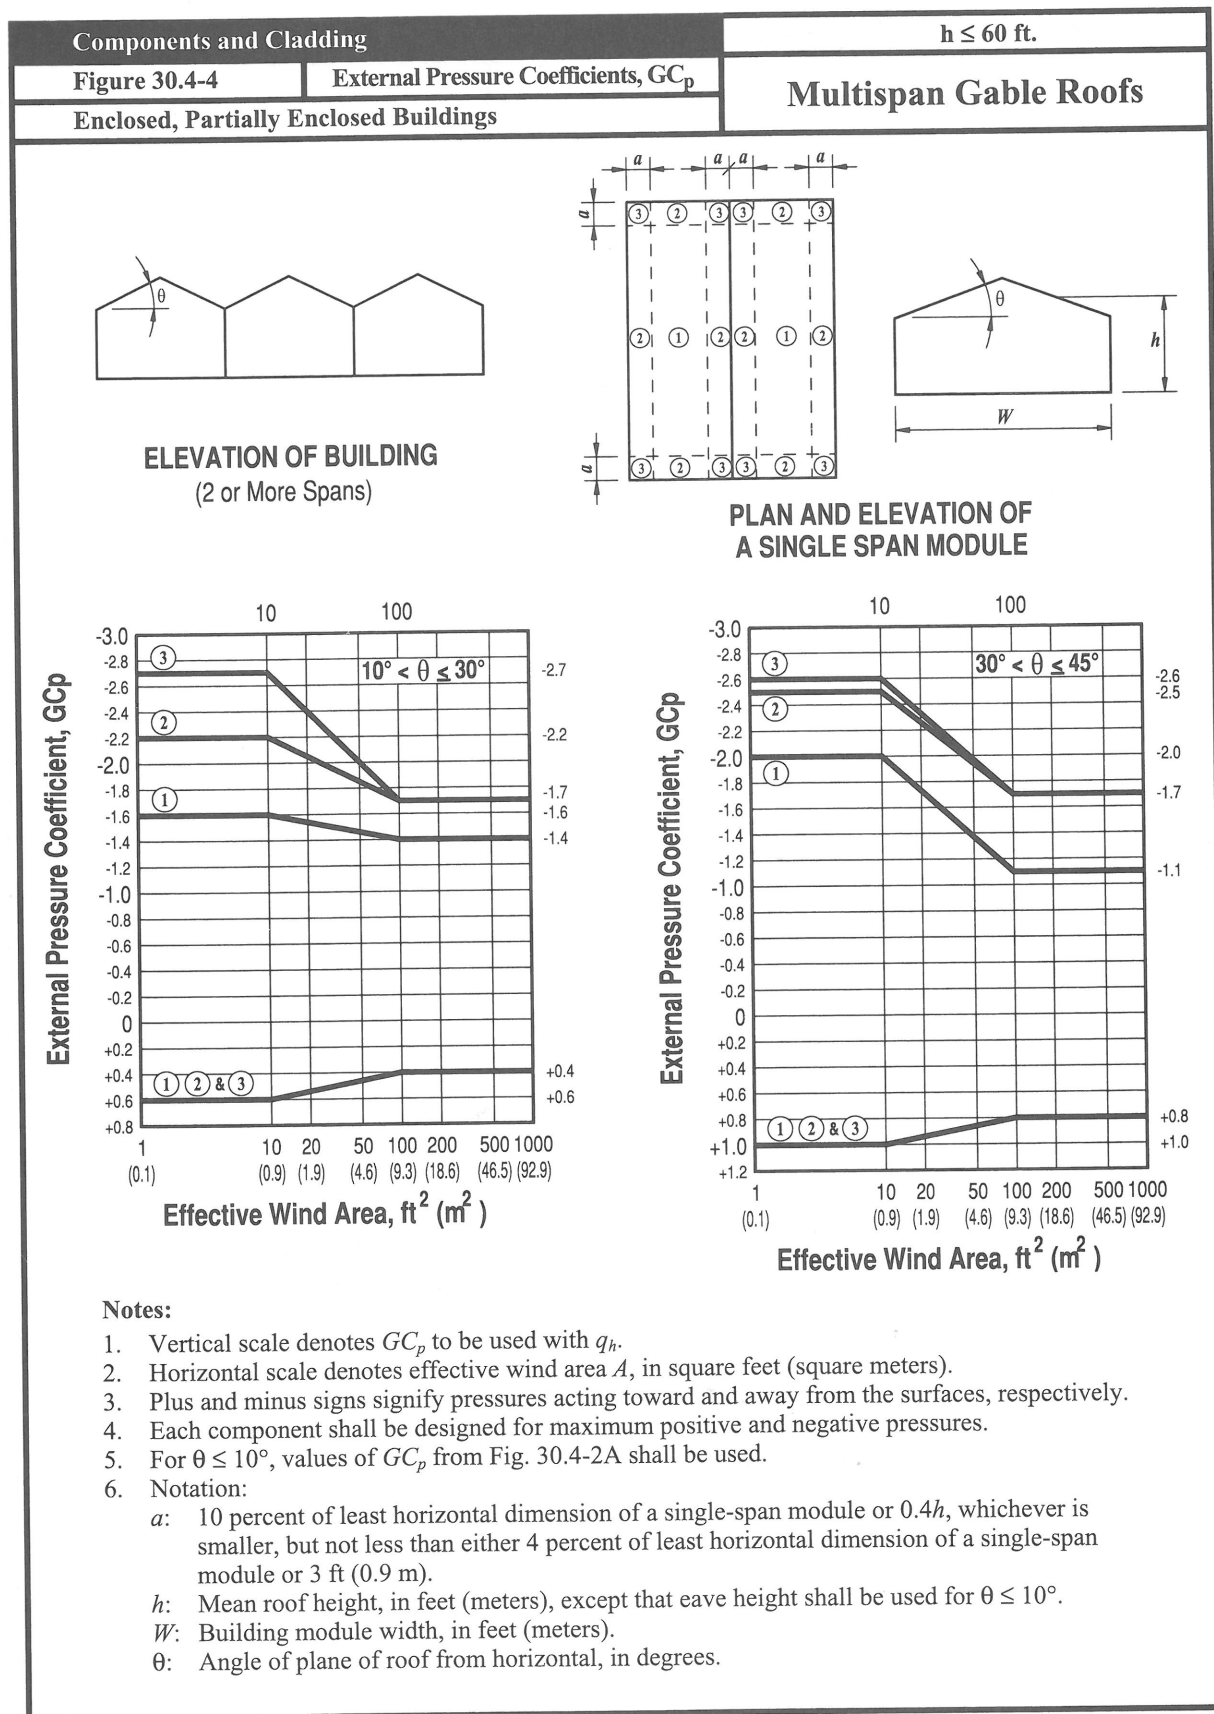 Components and Cladding
h ≤ 60 ft.
Figure 30.4-4
External Pressure Coefficients, GCp
Multispan Gable Roofs
Enclosed, Partially Enclosed Buildings
a a a a
a
3 2 3 3 2 3
θ
2 1 2 2 1 2
θ
h
W
a
3 2 3 3 2 3
ELEVATION OF BUILDING
(2 or More Spans)
PLAN AND ELEVATION OF
A SINGLE SPAN MODULE
External Pressure Coefficient, GCp
10 100
-3.0
-2.8
-2.6
-2.4
-2.2
-2.0
-1.8
-1.6
-1.4
-1.2
-1.0
-0.8
-0.6
-0.4
-0.2
0
+0.2
+0.4
+0.6
+0.8
3
10° < θ ≤ 30°
2
1
1 2 & 3
-2.7
-2.2
-1.7
-1.6
-1.4
+0.4
+0.6
1 10 20 50 100 200 500 1000
(0.1) (0.9) (1.9) (4.6) (9.3) (18.6) (46.5) (92.9)
Effective Wind Area, ft² (m²)
External Pressure Coefficient, GCp
10 100
-3.0
-2.8
-2.6
-2.4
-2.2
-2.0
-1.8
-1.6
-1.4
-1.2
-1.0
-0.8
-0.6
-0.4
-0.2
0
+0.2
+0.4
+0.6
+0.8
+1.0
+1.2
3
30° < θ ≤ 45°
2
1
1 2 & 3
-2.6
-2.5
-2.0
-1.7
-1.1
+0.8
+1.0
1 10 20 50 100 200 500 1000
(0.1) (0.9) (1.9) (4.6) (9.3) (18.6) (46.5) (92.9)
Effective Wind Area, ft² (m²)
Notes:
1. Vertical scale denotes GCp to be used with qh.
2. Horizontal scale denotes effective wind area A, in square feet (square meters).
3. Plus and minus signs signify pressures acting toward and away from the surfaces, respectively.
4. Each component shall be designed for maximum positive and negative pressures.
5. For θ ≤ 10°, values of GCp from Fig. 30.4-2A shall be used.
6. Notation:
a: 10 percent of least horizontal dimension of a single-span module or 0.4h, whichever is
smaller, but not less than either 4 percent of least horizontal dimension of a single-span
module or 3 ft (0.9 m).
h: Mean roof height, in feet (meters), except that eave height shall be used for θ ≤ 10°.
W: Building module width, in feet (meters).
θ: Angle of plane of roof from horizontal, in degrees.